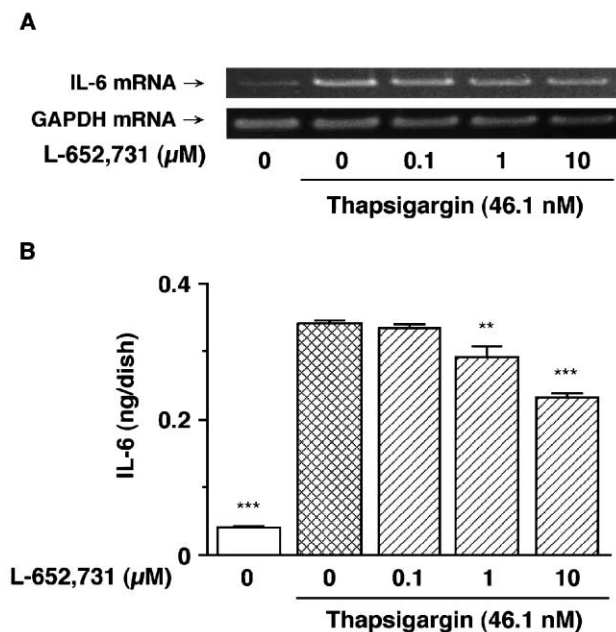 A
IL-6 mRNA →
GAPDH mRNA →
L-652,731 (μM) 0 0 0.1 1 10
Thapsigargin (46.1 nM)
B
IL-6 (ng/dish)
0.4
0.2
0
***
**
***
L-652,731 (μM) 0 0 0.1 1 10
Thapsigargin (46.1 nM)